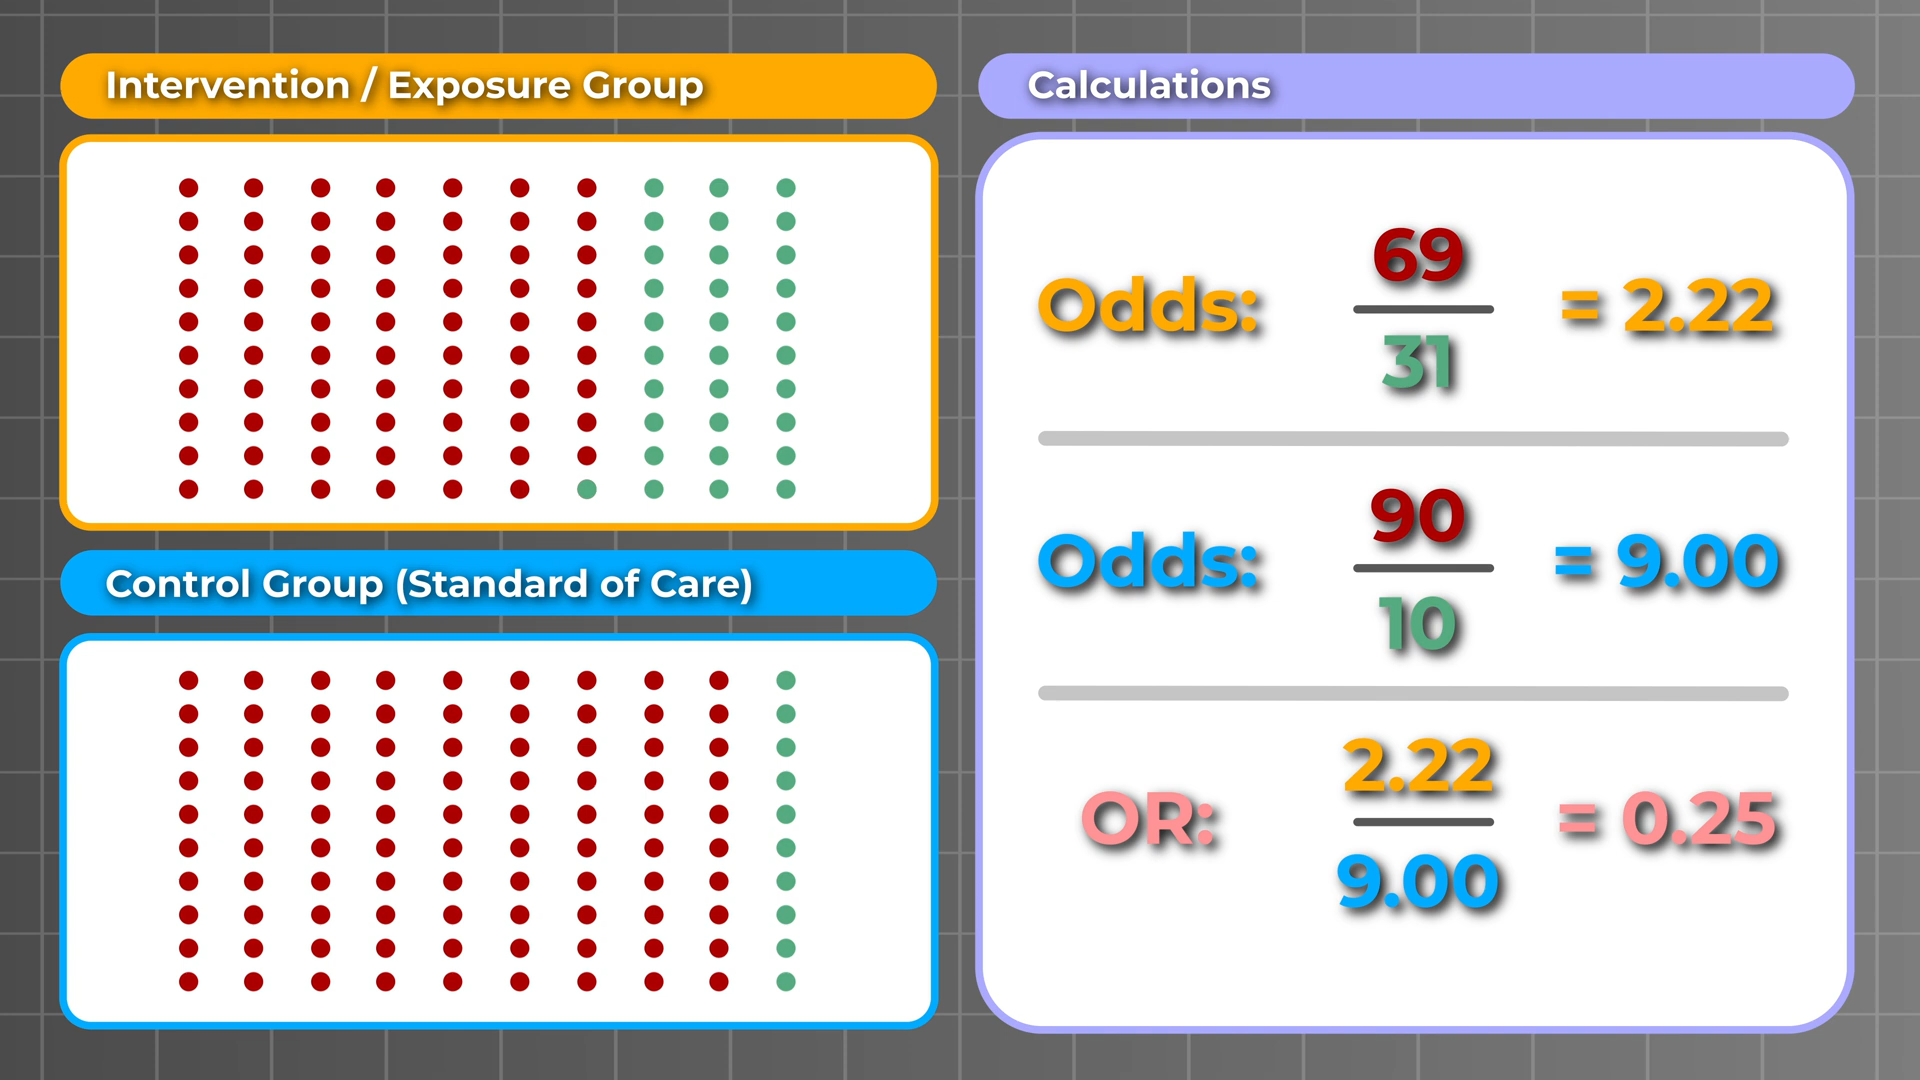 Intervention / Exposure Group
Control Group (Standard of Care)
Calculations
Odds: 69 / 31 = 2.22
Odds: 90 / 10 = 9.00
OR: 2.22 / 9.00 = 0.25